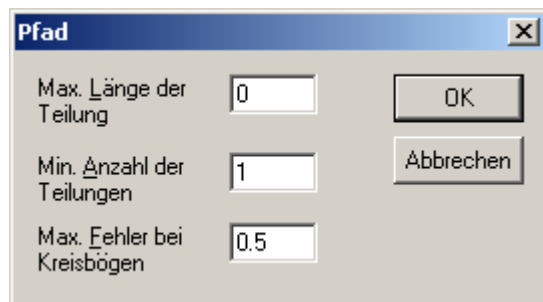 Pfad
Max. Länge der
Teilung
0
OK
Min. Anzahl der
Teilungen
1
Abbrechen
Max. Fehler bei
Kreisbögen
0.5